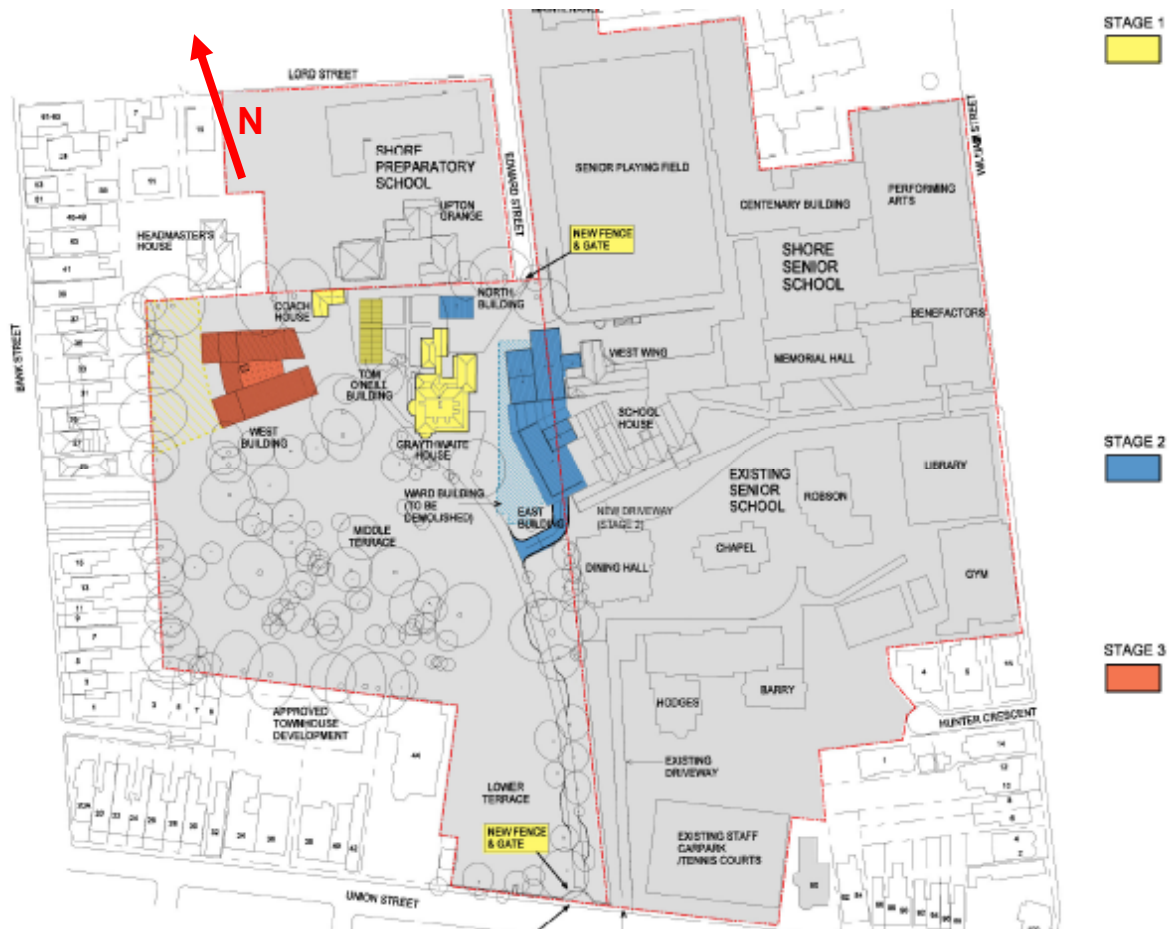 MAINTENANCE
STAGE 1
LORD STREET
N
SHORE
PREPARATORY
SCHOOL
EDWARD STREET
SENIOR PLAYING FIELD
WILLIAM STREET
PERFORMING
ARTS
CENTENARY BUILDING
UPTON
GRANGE
HEADMASTER'S
HOUSE
NEW FENCE
& GATE
SHORE
SENIOR
SCHOOL
COACH
HOUSE
NORTH
BUILDING
BENEFACTORS
BANK STREET
WEST WING
MEMORIAL HALL
TOM
O'NEILL
BUILDING
WEST
BUILDING
GRAYTHWAITE
HOUSE
SCHOOL
HOUSE
STAGE 2
LIBRARY
EXISTING
SENIOR
SCHOOL
ROBSON
WARD BUILDING
(TO BE
DEMOLISHED)
EAST
BUILDING
NEW DRIVEWAY
(STAGE 2)
MIDDLE
TERRACE
CHAPEL
DINING HALL
GYM
STAGE 3
BARRY
HODGES
APPROVED
TOWNHOUSE
DEVELOPMENT
HUNTER CRESCENT
EXISTING
DRIVEWAY
LOWER
TERRACE
NEW FENCE
& GATE
EXISTING STAFF
CARPARK
/TENNIS COURTS
UNION STREET